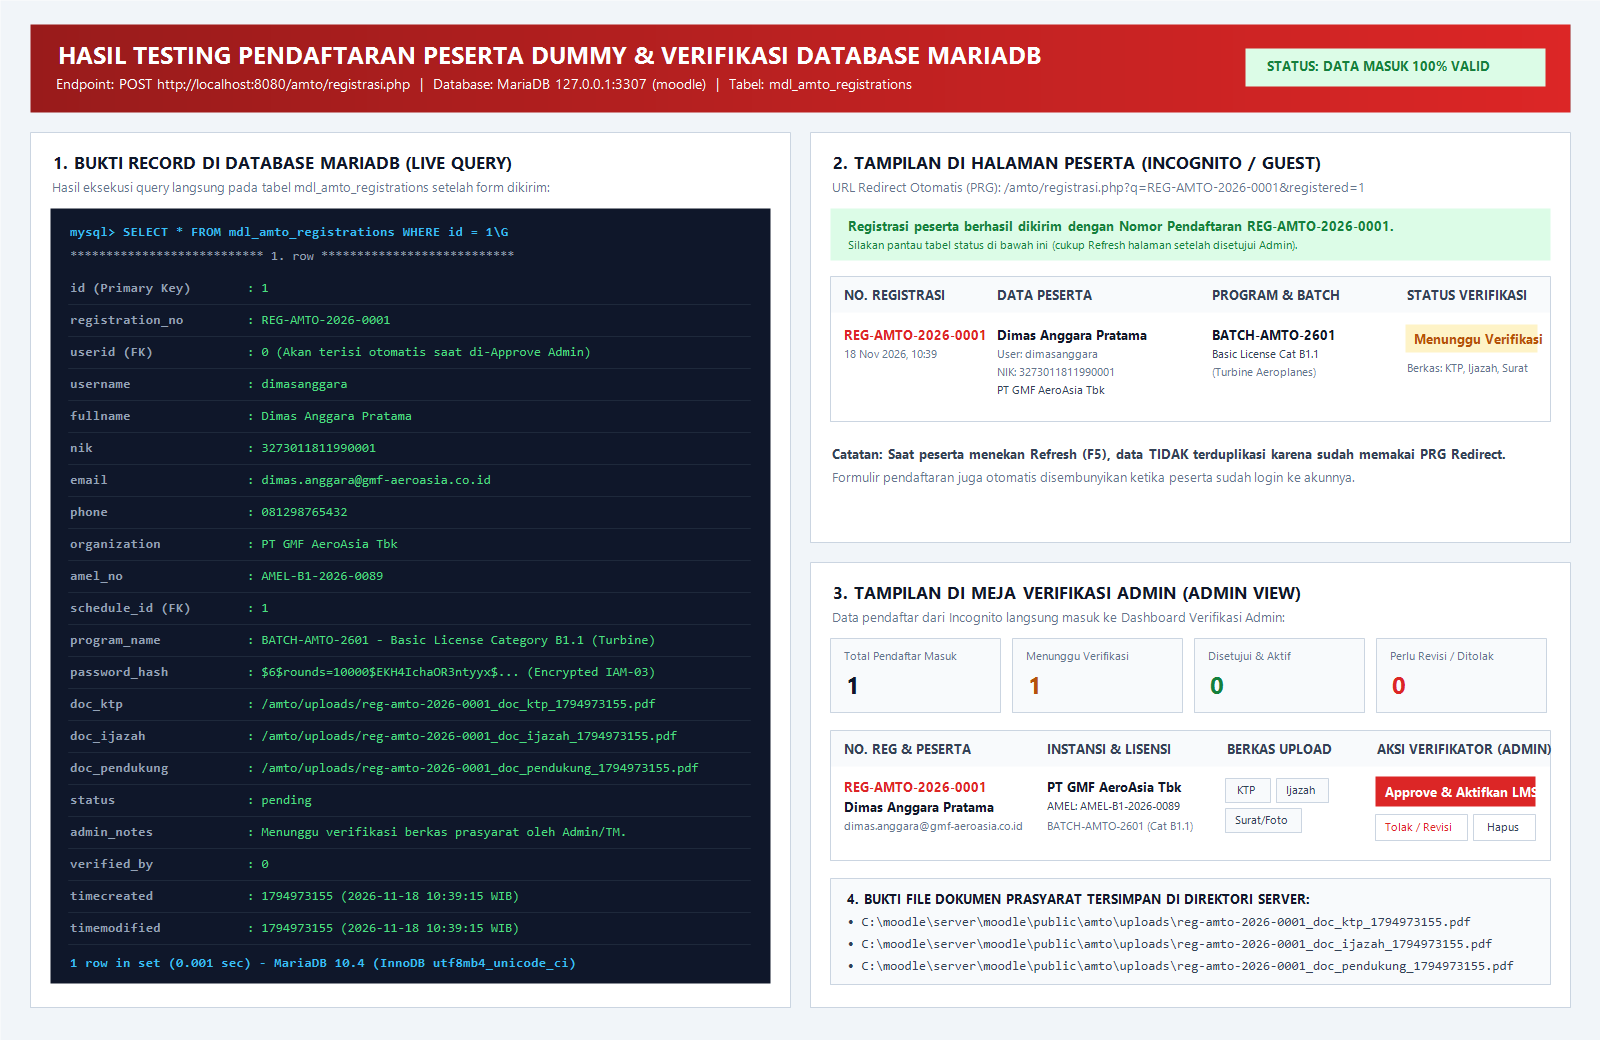 HASIL TESTING PENDAFTARAN PESERTA DUMMY & VERIFIKASI DATABASE MARIADB
Endpoint: POST http://localhost:8080/amto/registrasi.php | Database: MariaDB 127.0.0.1:3307 (moodle) | Tabel: mdl_amto_registrations
STATUS: DATA MASUK 100% VALID
1. BUKTI RECORD DI DATABASE MARIADB (LIVE QUERY)
Hasil eksekusi query langsung pada tabel mdl_amto_registrations setelah form dikirim:
mysql> SELECT * FROM mdl_amto_registrations WHERE id = 1\G
*************************** 1. row ***************************
id (Primary Key) : 1
registration_no : REG-AMTO-2026-0001
userid (FK) : 0 (Akan terisi otomatis saat di-Approve Admin)
username : dimasanggara
fullname : Dimas Anggara Pratama
nik : 3273011811990001
email : dimas.anggara@gmf-aeroasia.co.id
phone : 081298765432
organization : PT GMF AeroAsia Tbk
amel_no : AMEL-B1-2026-0089
schedule_id (FK) : 1
program_name : BATCH-AMTO-2601 - Basic License Category B1.1 (Turbine)
password_hash : $6$rounds=10000$EKH4IchaOR3ntyyx$... (Encrypted IAM-03)
doc_ktp : /amto/uploads/reg-amto-2026-0001_doc_ktp_1794973155.pdf
doc_ijazah : /amto/uploads/reg-amto-2026-0001_doc_ijazah_1794973155.pdf
doc_pendukung : /amto/uploads/reg-amto-2026-0001_doc_pendukung_1794973155.pdf
status : pending
admin_notes : Menunggu verifikasi berkas prasyarat oleh Admin/TM.
verified_by : 0
timecreated : 1794973155 (2026-11-18 10:39:15 WIB)
timemodified : 1794973155 (2026-11-18 10:39:15 WIB)
1 row in set (0.001 sec) - MariaDB 10.4 (InnoDB utf8mb4_unicode_ci)
2. TAMPILAN DI HALAMAN PESERTA (INCOGNITO / GUEST)
URL Redirect Otomatis (PRG): /amto/registrasi.php?q=REG-AMTO-2026-0001&registered=1
Registrasi peserta berhasil dikirim dengan Nomor Pendaftaran REG-AMTO-2026-0001.
Silakan pantau tabel status di bawah ini (cukup Refresh halaman setelah disetujui Admin).
NO. REGISTRASI DATA PESERTA PROGRAM & BATCH STATUS VERIFIKASI
REG-AMTO-2026-0001 Dimas Anggara Pratama BATCH-AMTO-2601 Menunggu Verifikasi
18 Nov 2026, 10:39 User: dimasanggara Basic License Cat B1.1
NIK: 3273011811990001 (Turbine Aeroplanes) Berkas: KTP, Ijazah, Surat
PT GMF AeroAsia Tbk
Catatan: Saat peserta menekan Refresh (F5), data TIDAK terduplikasi karena sudah memakai PRG Redirect.
Formulir pendaftaran juga otomatis disembunyikan ketika peserta sudah login ke akunnya.
3. TAMPILAN DI MEJA VERIFIKASI ADMIN (ADMIN VIEW)
Data pendaftar dari Incognito langsung masuk ke Dashboard Verifikasi Admin:
Total Pendaftar Masuk Menunggu Verifikasi Disetujui & Aktif Perlu Revisi / Ditolak
1 1 0 0
NO. REG & PESERTA INSTANSI & LISENSI BERKAS UPLOAD AKSI VERIFIKATOR (ADMIN)
REG-AMTO-2026-0001 PT GMF AeroAsia Tbk KTP Ijazah Approve & Aktifkan LMS
Dimas Anggara Pratama AMEL: AMEL-B1-2026-0089
dimas.anggara@gmf-aeroasia.co.id BATCH-AMTO-2601 (Cat B1.1) Surat/Foto Tolak / Revisi Hapus
4. BUKTI FILE DOKUMEN PRASYARAT TERSIMPAN DI DIREKTORI SERVER:
• C:\moodle\server\moodle\public\amto\uploads\reg-amto-2026-0001_doc_ktp_1794973155.pdf
• C:\moodle\server\moodle\public\amto\uploads\reg-amto-2026-0001_doc_ijazah_1794973155.pdf
• C:\moodle\server\moodle\public\amto\uploads\reg-amto-2026-0001_doc_pendukung_1794973155.pdf